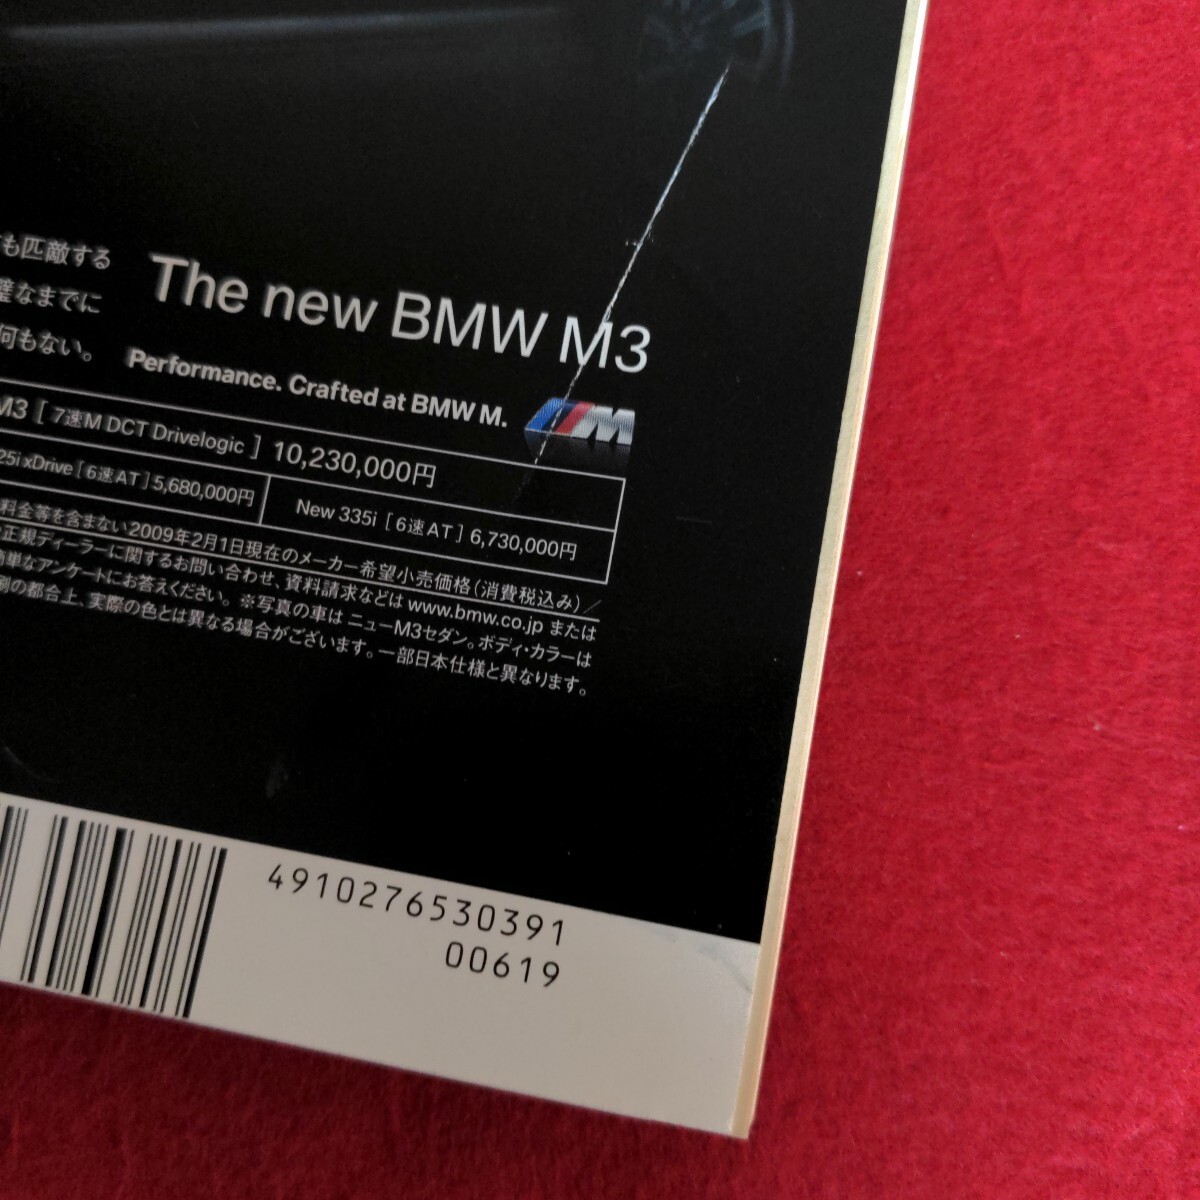 も匹敵する
璧なまでに
何もない。
The new BMW M3
Performance. Crafted at BMW M.
M
M3 [ 7速M DCT Drivelogic ] 10,230,000円
25i xDrive [ 6速AT ] 5,680,000円
New 335i [ 6速AT ] 6,730,000円
料金等を含まない2009年2月1日現在のメーカー希望小売価格(消費税込み)/
正規ディーラーに関するお問い合わせ、資料請求などは www.bmw.co.jp または
簡単なアンケートにお答えください。※写真の車は ニューM3セダン。ボディ・カラーは
刷の都合上、実際の色とは異なる場合がございます。一部日本仕様と異なります。
4910276530391
00619